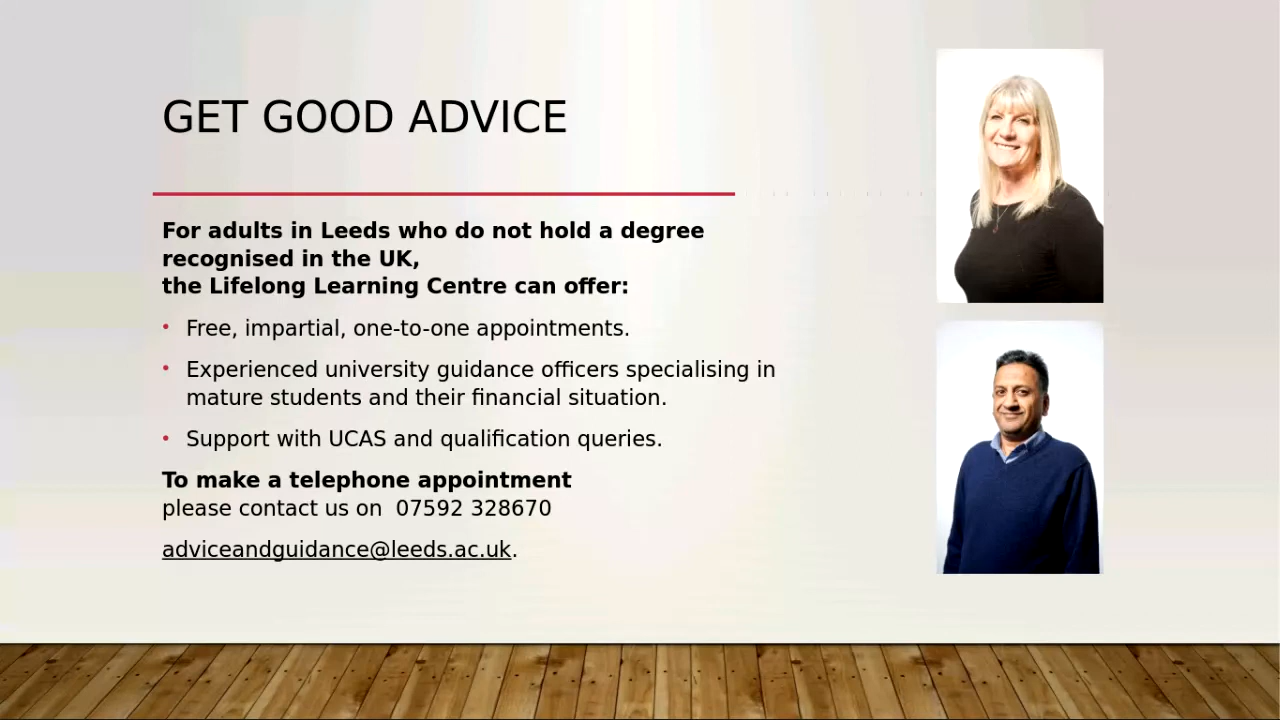 GET GOOD ADVICE
For adults in Leeds who do not hold a degree
recognised in the UK,
the Lifelong Learning Centre can offer:
• Free, impartial, one-to-one appointments.
• Experienced university guidance officers specialising in
mature students and their financial situation.
• Support with UCAS and qualification queries.
To make a telephone appointment
please contact us on  07592 328670
adviceandguidance@leeds.ac.uk.